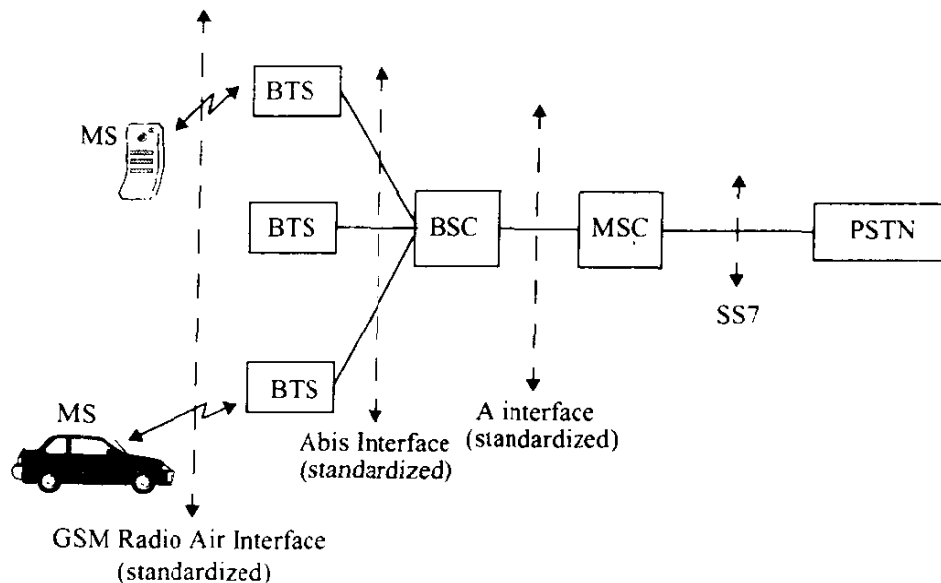 BTS
MS
BTS
BSC
MSC
PSTN
SS7
BTS
MS
A interface
(standardized)
Abis Interface
(standardized)
GSM Radio Air Interface
(standardized)